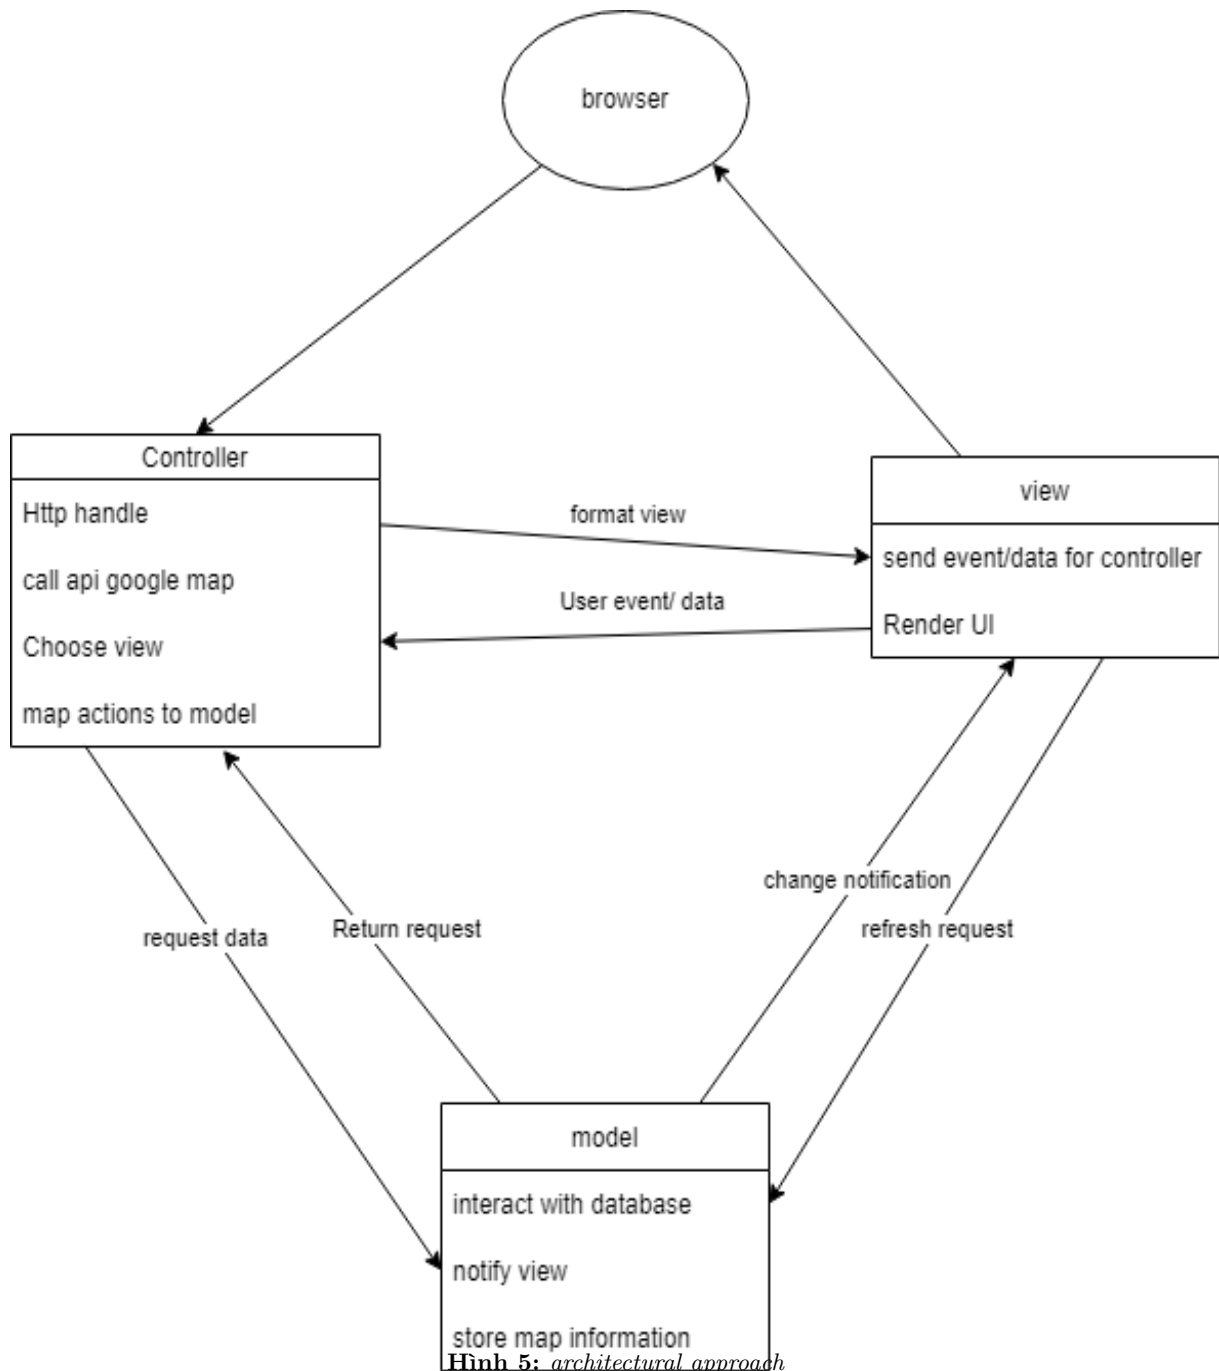 browser
Controller
Http handle
call api google map
Choose view
map actions to model
format view
User event/ data
view
send event/data for controller
Render UI
change notification
refresh request
request data
Return request
model
interact with database
notify view
store map information
Hình 5: architectural approach